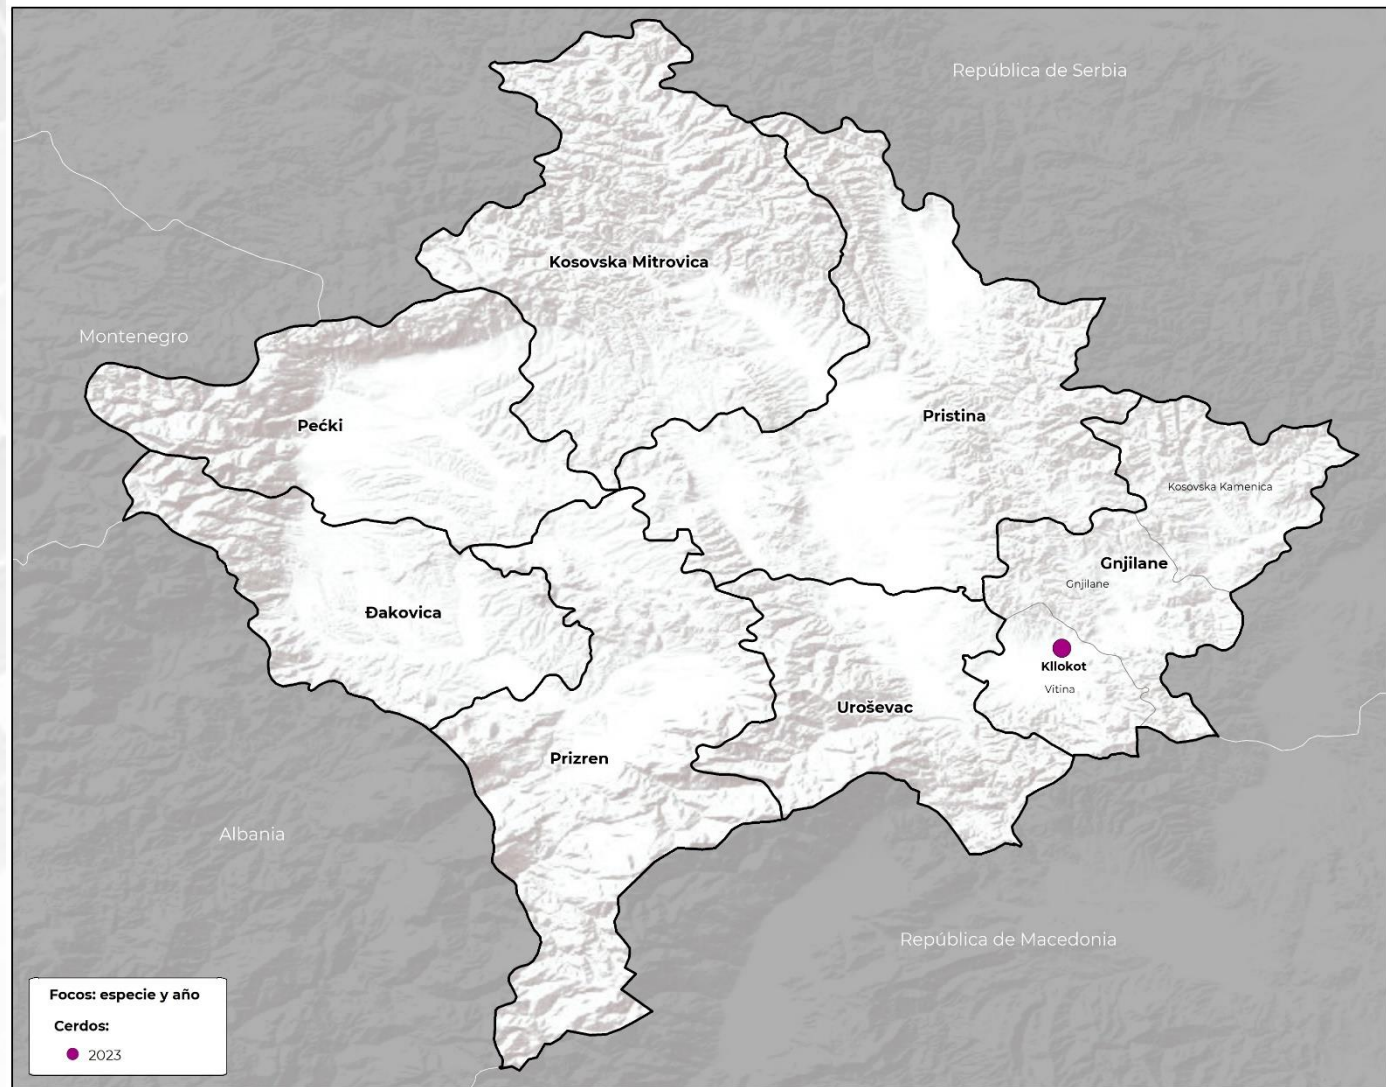 República de Serbia
Kosovska Mitrovica
Montenegro
Pećki
Pristina
Kosovska Kamenica
Gnjilane
Gnjilane
Đakovica
Kllokot
Vitina
Uroševac
Prizren
Albania
República de Macedonia
Focos: especie y año
Cerdos:
2023